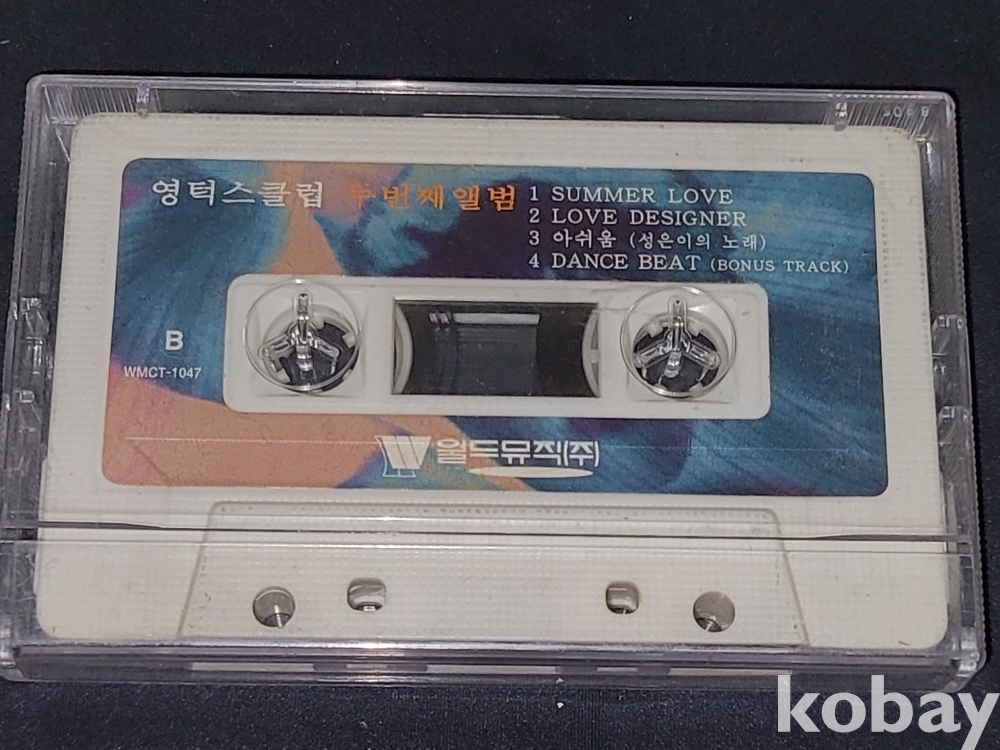 영턱스클럽 두번째앨범
1 SUMMER LOVE
2 LOVE DESIGNER
3 아쉬움 (성은이의 노래)
4 DANCE BEAT (BONUS TRACK)
B
WMCT-1047
W 월드뮤직(주)
kobay